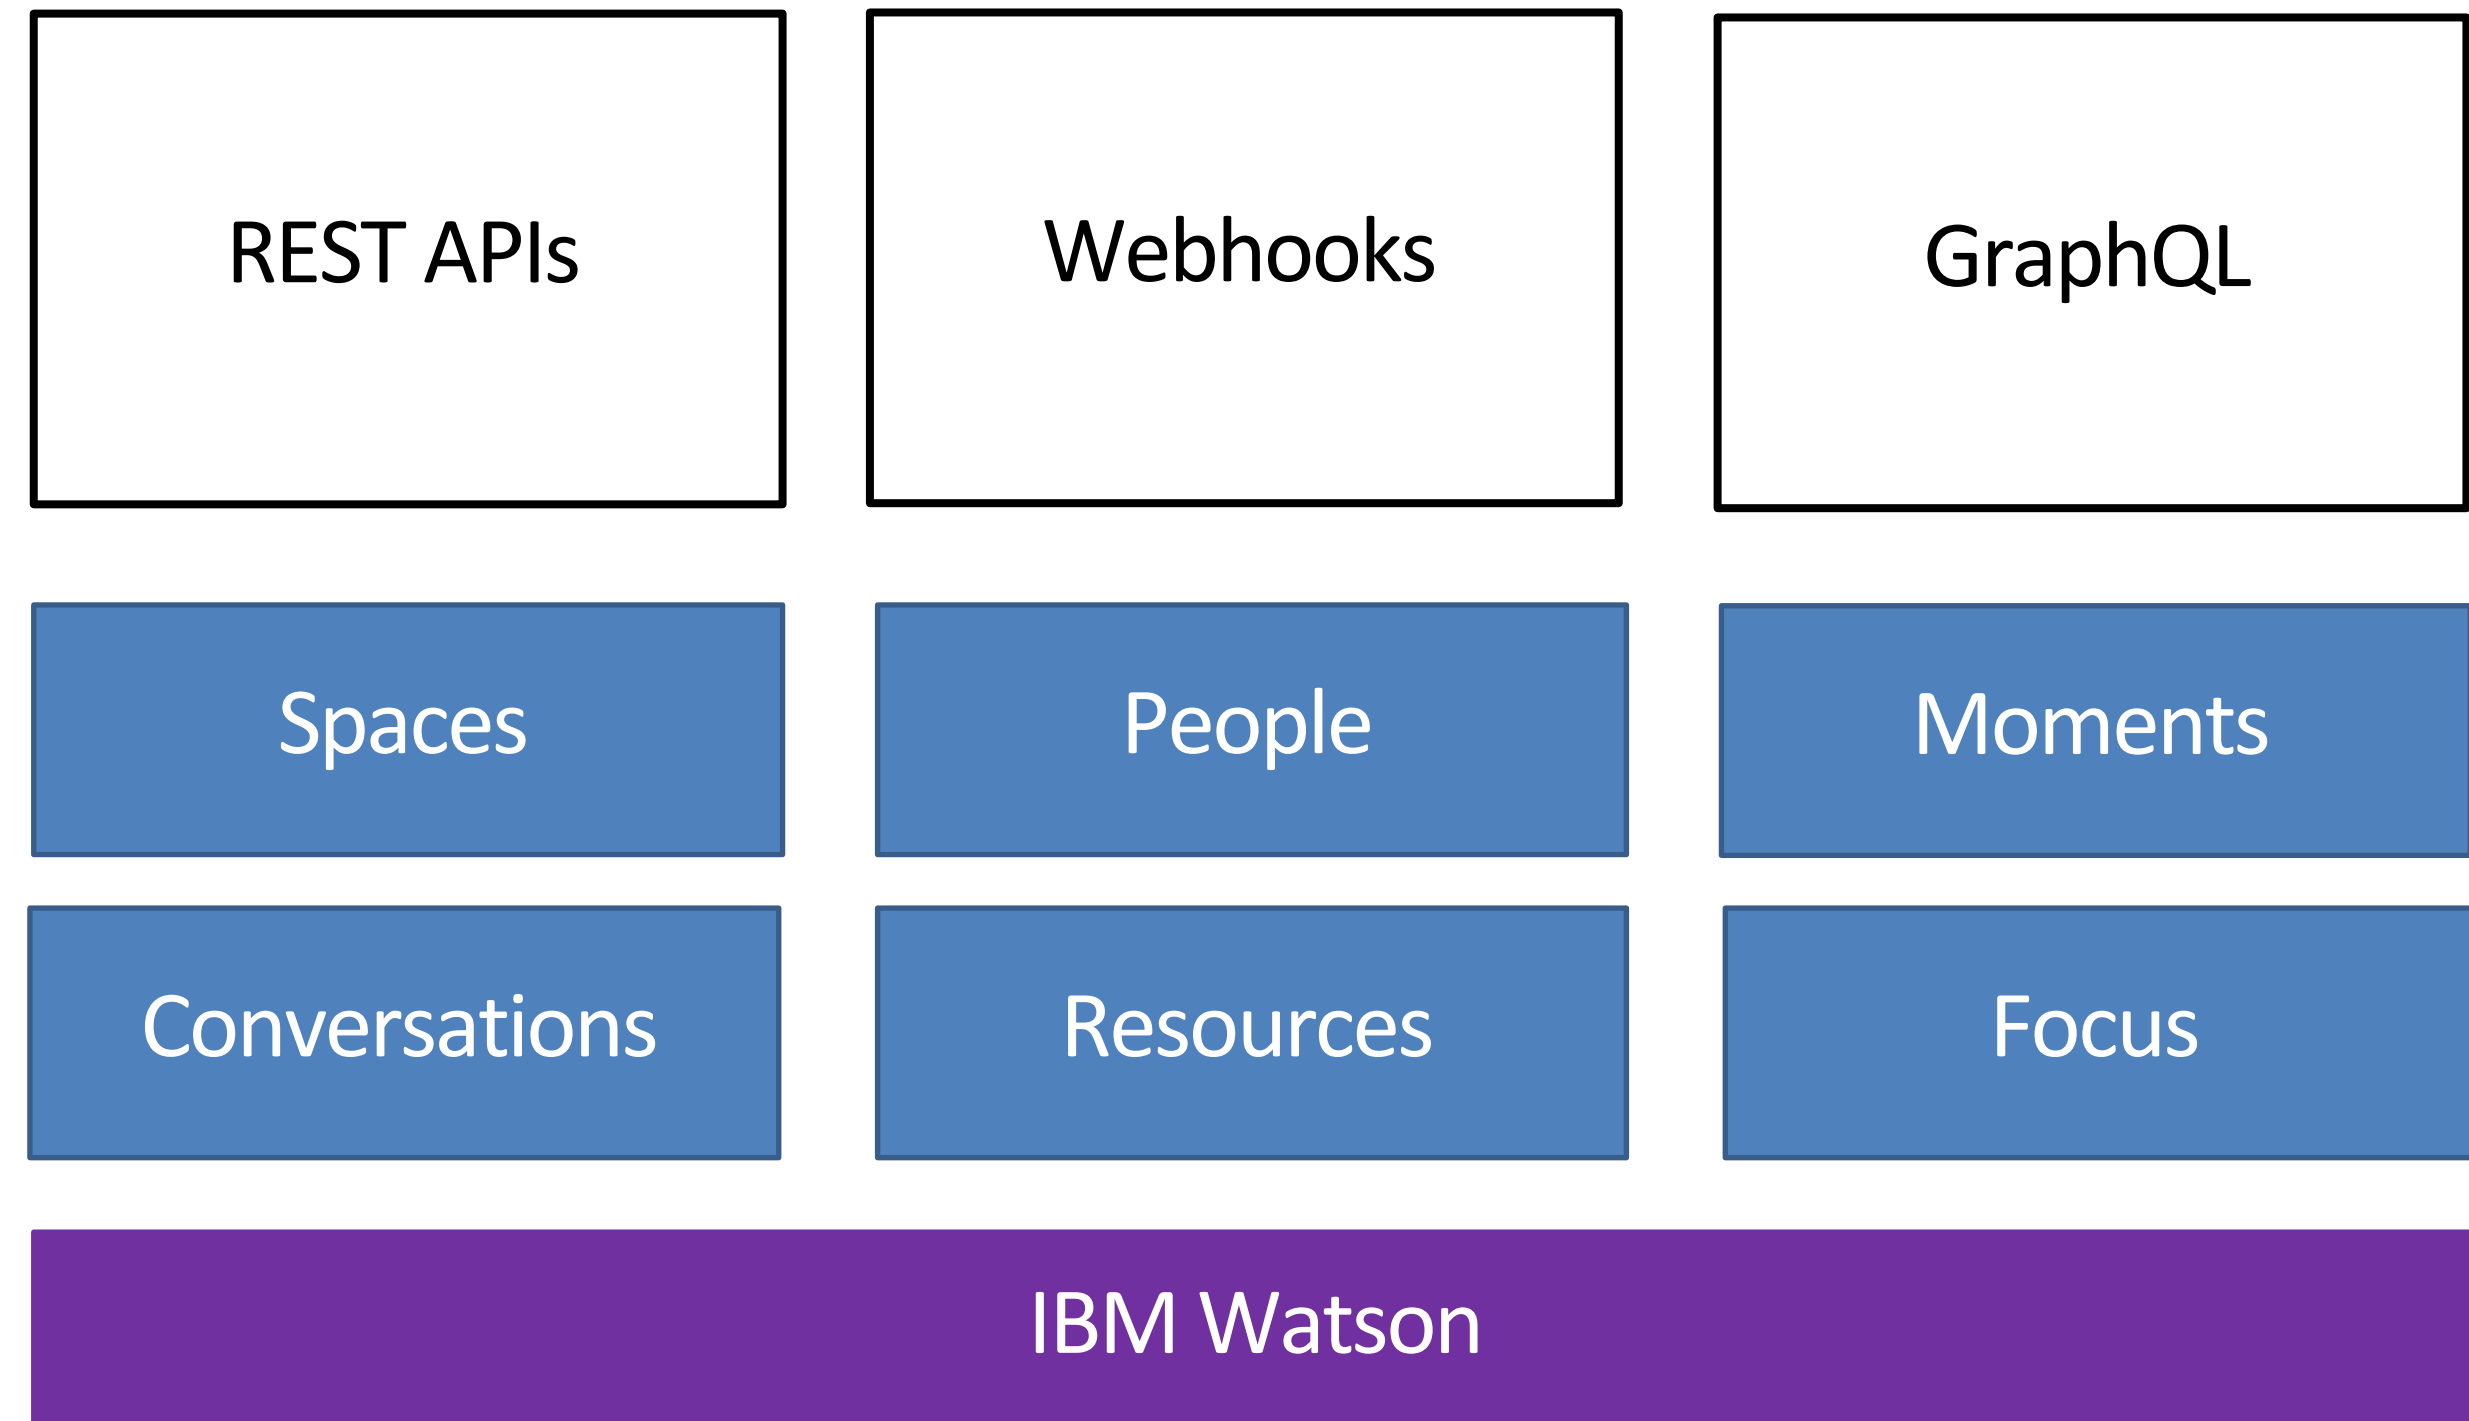 REST APIs
Webhooks
GraphQL
Spaces
People
Moments
Conversations
Resources
Focus
IBM Watson